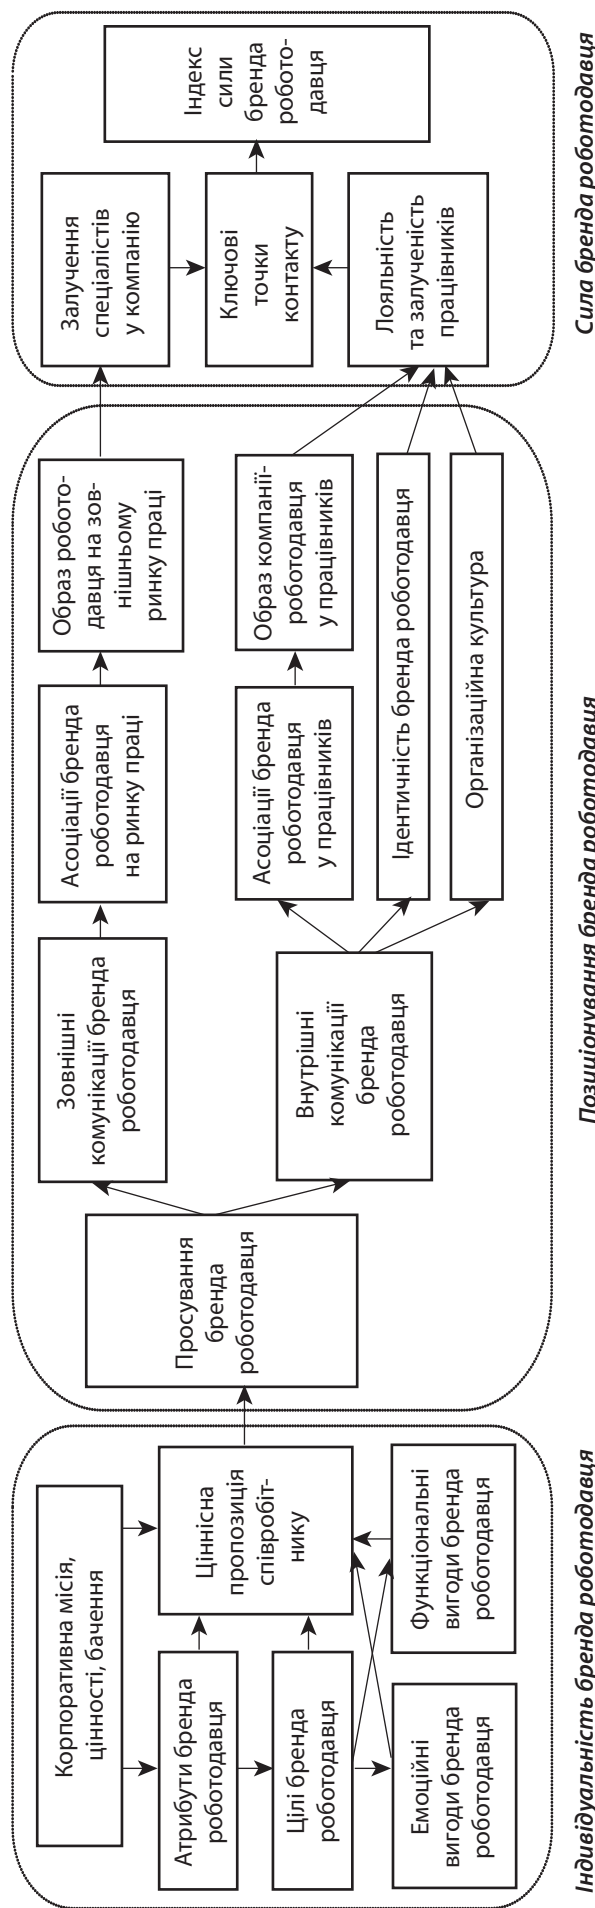 Корпоративна місія,
цінності, бачення
Атрибути бренда
роботодавця
Цілі бренда
роботодавця
Емоційні
вигоди бренда
роботодавця
Ціннісна
пропозиція
співробіт-
нику
Функціональні
вигоди бренда
роботодавця
Індивідуальність бренда роботодавця
Просування
бренда
роботодавця
Зовнішні
комунікації бренда
роботодавця
Внутрішні
комунікації
бренда
роботодавця
Асоціації бренда
роботодавця
на ринку праці
Асоціації бренда
роботодавця
у працівників
Образ робото-
давця на зов-
нішньому
ринку праці
Образ компанії-
роботодавця
у працівників
Ідентичність бренда роботодавця
Організаційна культура
Позиціонування бренда роботодавця
Залучення
спеціалістів
у компанію
Ключові
точки
контакту
Лояльність
та залученість
працівників
Індекс
сили
бренда
робото-
давця
Сила бренда роботодавця